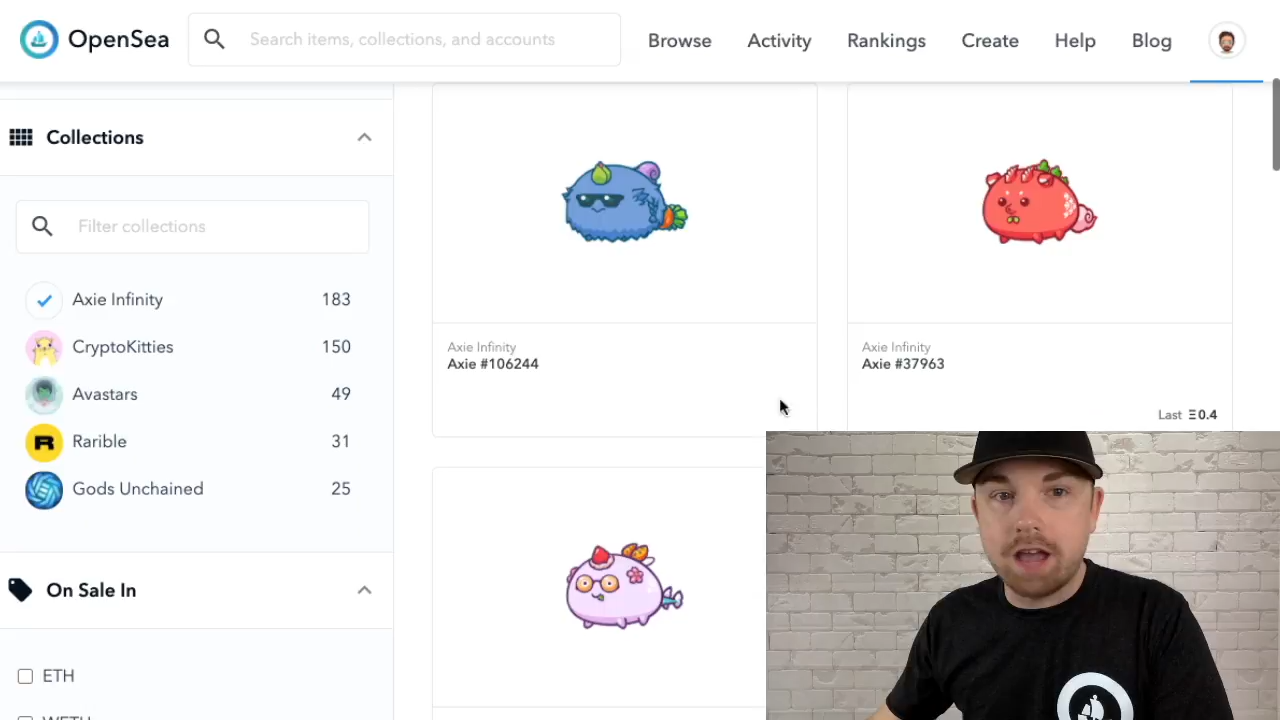 OpenSea
Search items, collections, and accounts
Browse
Activity
Rankings
Create
Help
Blog
Collections
Filter collections
Axie Infinity 183
CryptoKitties 150
Avastars 49
R
Rarible 31
Gods Unchained 25
On Sale In
ETH
WETH
Axie Infinity
Axie #106244
Axie Infinity
Axie #37963
Last Ξ0.4